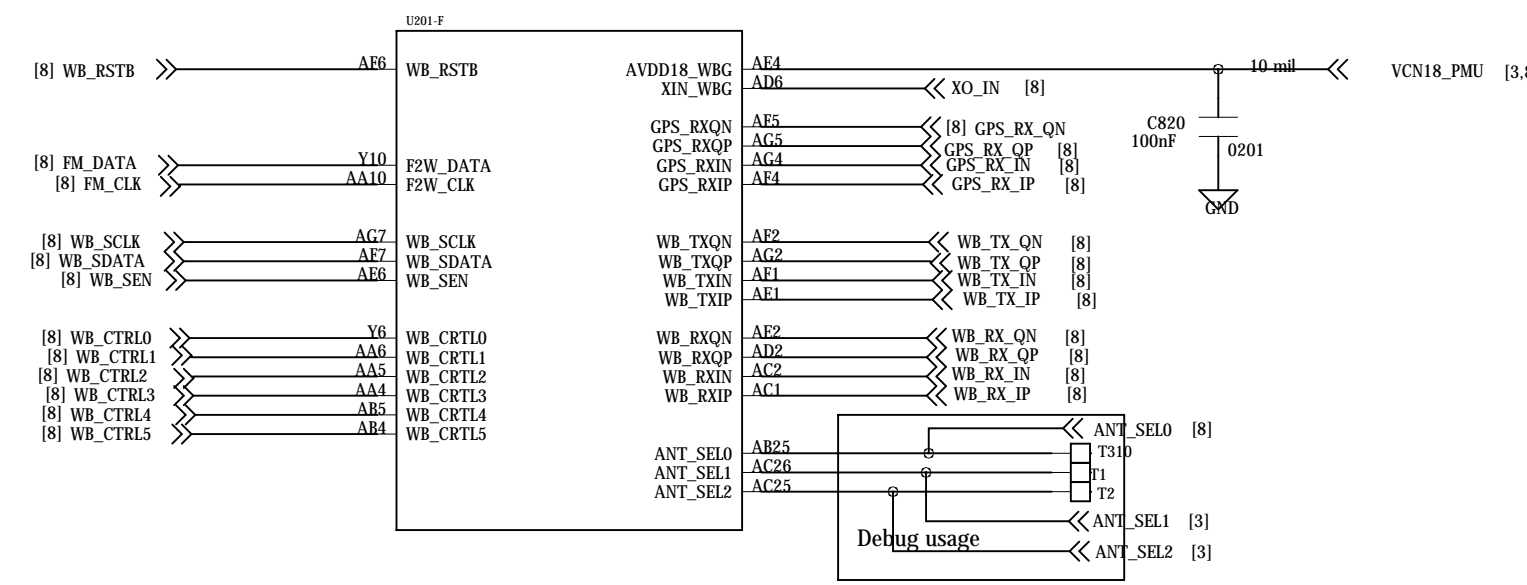 U201-F
[8] WB_RSTB AF6 WB_RSTB AVDD18_WBG AE4 10 mil VCN18_PMU [3,8
XIN_WBG AD6 XO_IN [8]
GPS_RXQN AF5 [8] GPS_RX_QN
GPS_RXQP AG5 GPS_RX_QP [8]
[8] FM_DATA Y10 F2W_DATA GPS_RXIN AG4 GPS_RX_IN [8]
[8] FM_CLK AA10 F2W_CLK GPS_RXIP AF4 GPS_RX_IP [8]
C820
100nF 0201
GND
[8] WB_SCLK AG7 WB_SCLK WB_TXQN AF2 WB_TX_QN [8]
[8] WB_SDATA AF7 WB_SDATA WB_TXQP AG2 WB_TX_QP [8]
[8] WB_SEN AE6 WB_SEN WB_TXIN AF1 WB_TX_IN [8]
WB_TXIP AE1 WB_TX_IP [8]
[8] WB_CTRL0 Y6 WB_CRTL0 WB_RXQN AE2 WB_RX_QN [8]
[8] WB_CTRL1 AA6 WB_CRTL1 WB_RXQP AD2 WB_RX_QP [8]
[8] WB_CTRL2 AA5 WB_CRTL2 WB_RXIN AC2 WB_RX_IN [8]
[8] WB_CTRL3 AA4 WB_CRTL3 WB_RXIP AC1 WB_RX_IP [8]
[8] WB_CTRL4 AB5 WB_CRTL4
[8] WB_CTRL5 AB4 WB_CRTL5
ANT_SEL0 [8]
ANT_SEL0 AB25 T310
ANT_SEL1 AC26 T1
ANT_SEL2 AC25 T2
ANT_SEL1 [3]
Debug usage
ANT_SEL2 [3]